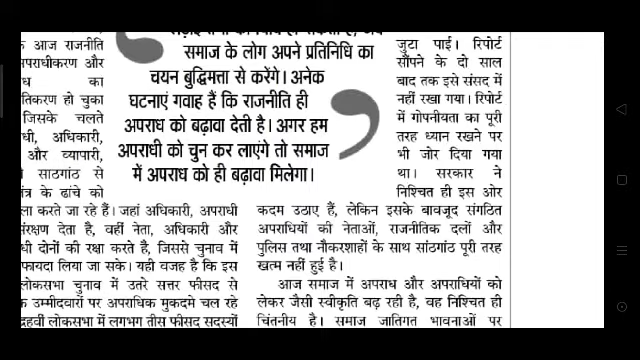 आज राजनीति
अपराधीकरण और
का
हो चुका
जिसके चलते
अधिकारी,
और व्यापारी,
साठगांठ से
के ढांचे को
करते जा रहे हैं। जहां अधिकारी, अपराधी
संरक्षण देता है, वहीं नेता, अधिकारी और
दोनों की रक्षा करते है, जिससे चुनाव में
फायदा लिया जा सके। यही वजह है कि इस
लोकसभा चुनाव में उतरे सत्तर फीसद से
उम्मीदवारों पर अपराधिक मुकदमे चल रहे
लोकसभा में लगभग तीस फीसद सदस्यों
समाज के लोग अपने प्रतिनिधि का
चयन बुद्धिमत्ता से करेंगे। अनेक
घटनाएं गवाह हैं कि राजनीति ही
अपराध को बढ़ावा देती है। अगर हम
अपराधी को चुन कर लाएंगे तो समाज
में अपराध को ही बढ़ावा मिलेगा।
जुटा पाई। रिपोर्ट
सौंपने के दो साल
बाद तक इसे संसद में
नहीं रखा गया। रिपोर्ट
में गोपनीयता का पूरी
तरह ध्यान रखने पर
भी जोर दिया गया
था। सरकार ने
निश्चित ही इस ओर
कदम उठाए हैं, लेकिन इसके बावजूद संगठित
अपराधियों की नेताओं, राजनीतिक दलों और
पुलिस तथा नौकरशाहों के साथ सांठगांठ पूरी तरह
खत्म नहीं हुई है।
आज समाज में अपराध और अपराधियों को
लेकर जैसी स्वीकृति बढ़ रही है, वह निश्चित ही
चिंतनीय है। समाज जातिगत भावनाओं पर